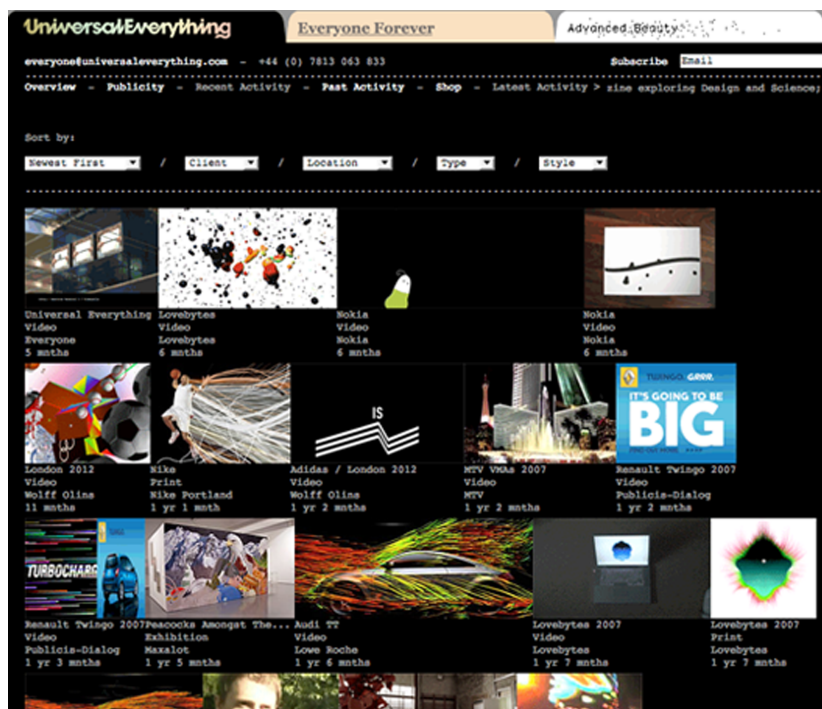 UniversalEverything
Everyone Forever
Advanced Beauty
everyone@universaleverything.com - +44 (0) 7813 063 833
Subscribe Email
Overview - Publicity - Recent Activity - Past Activity - Shop - Latest Activity > zine exploring Design and Science;
Sort by:
Newest First / Client / Location / Type / Style
Universal Everything Lovebytes Nokia Nokia
Video Video Video Video
Everyone Lovebytes Nokia Nokia
5 mnths 6 mnths 6 mnths 6 mnths
IS
TWINGO. GRRR.
IT'S GOING TO BE
BIG
London 2012 Nike Adidas / London 2012 MTV VMAs 2007 Renault Twingo 2007
Video Print Video Video Video
Wolff Olins Nike Portland Wolff Olins MTV Publicis-Dialog
11 mnths 1 yr 1 mnth 1 yr 2 mnths 1 yr 2 mnths 1 yr 2 mnths
TURBOCHARG
Renault Twingo 2007 Peacocks Amongst The... Audi TT Lovebytes 2007 Lovebytes 2007
Video Exhibition Video Video Print
Publicis-Dialog Maxalot Lowe Roche Lovebytes Lovebytes
1 yr 3 mnths 1 yr 5 mnths 1 yr 6 mnths 1 yr 7 mnths 1 yr 7 mnths